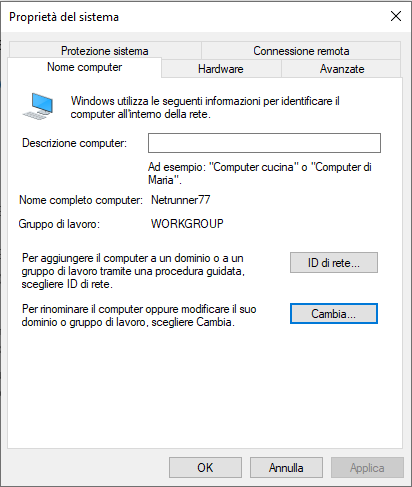 Proprietà del sistema
Protezione sistema
Connessione remota
Nome computer
Hardware
Avanzate
Windows utilizza le seguenti informazioni per identificare il
computer all'interno della rete.
Descrizione computer:
Ad esempio: "Computer cucina" o "Computer di
Maria".
Nome completo computer: Netrunner77
Gruppo di lavoro: WORKGROUP
Per aggiungere il computer a un dominio o a un
gruppo di lavoro tramite una procedura guidata,
scegliere ID di rete.
ID di rete...
Per rinominare il computer oppure modificare il suo
dominio o gruppo di lavoro, scegliere Cambia.
Cambia...
OK
Annulla
Applica